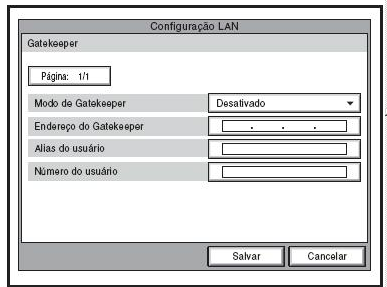 Configuração LAN
Gatekeeper
Página: 1/1
Modo de Gatekeeper Desativado
Endereço do Gatekeeper . . .
Alias do usuário
Número do usuário
Salvar Cancelar